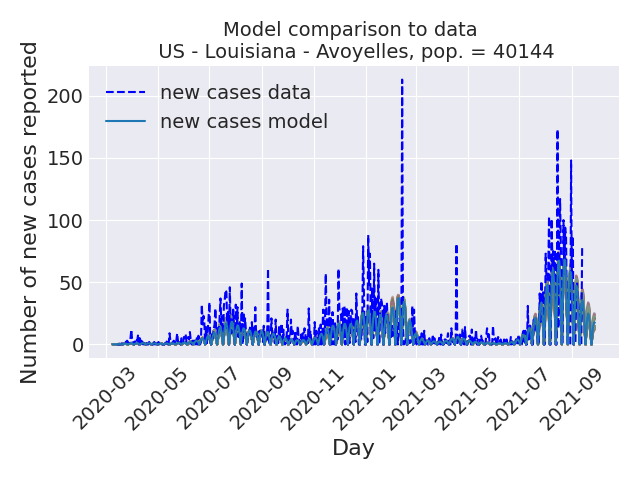 Model comparison to data
US - Louisiana - Avoyelles, pop. = 40144
Number of new cases reported
200
150
100
50
0
new cases data
new cases model
2020-03
2020-05
2020-07
2020-09
2020-11
2021-01
2021-03
2021-05
2021-07
2021-09
Day